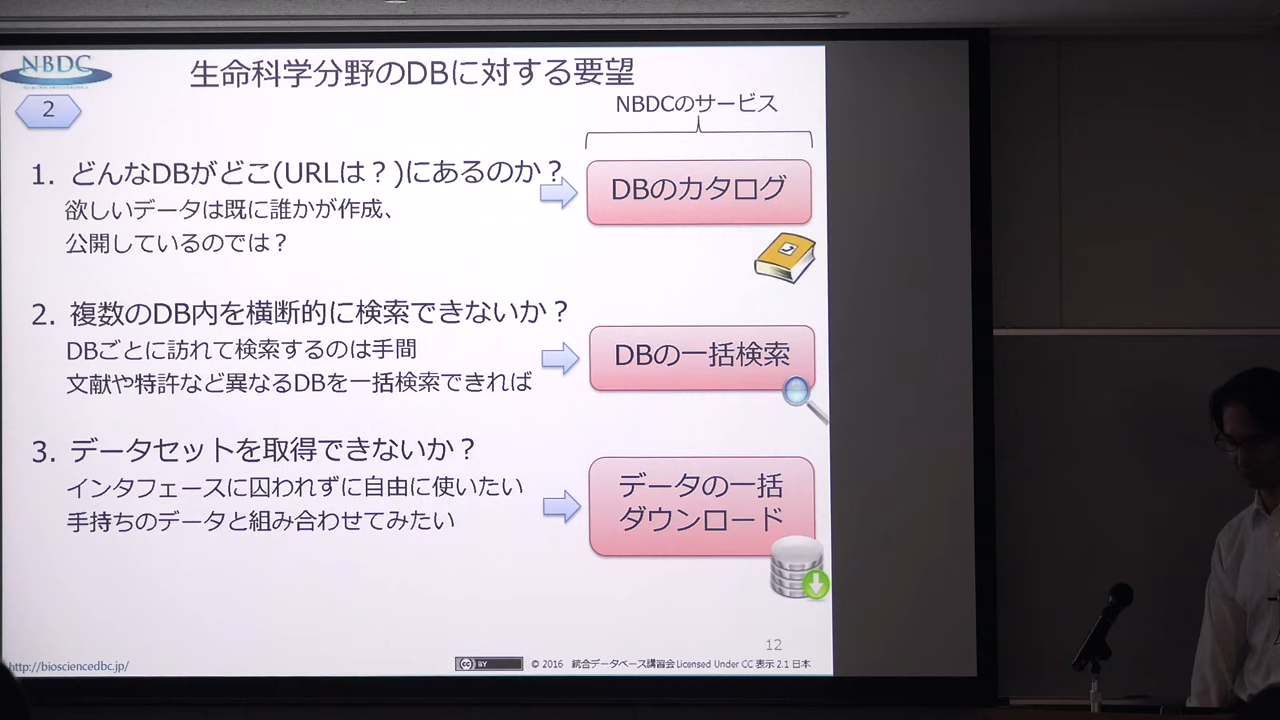 NBDC
生命科学分野のDBに対する要望
2
NBDCのサービス
1. どんなDBがどこ(URLは？)にあるのか？
欲しいデータは既に誰かが作成、
公開しているのでは？
DBのカタログ
2. 複数のDB内を横断的に検索できないか？
DBごとに訪れて検索するのは手間
文献や特許など異なるDBを一括検索できれば
DBの一括検索
3. データセットを取得できないか？
インタフェースに囚われずに自由に使いたい
手持ちのデータと組み合わせてみたい
データの一括
ダウンロード
12
http://biosciencedbc.jp/
cc BY
© 2016 統合データベース講習会 Licensed Under CC 表示 2.1 日本